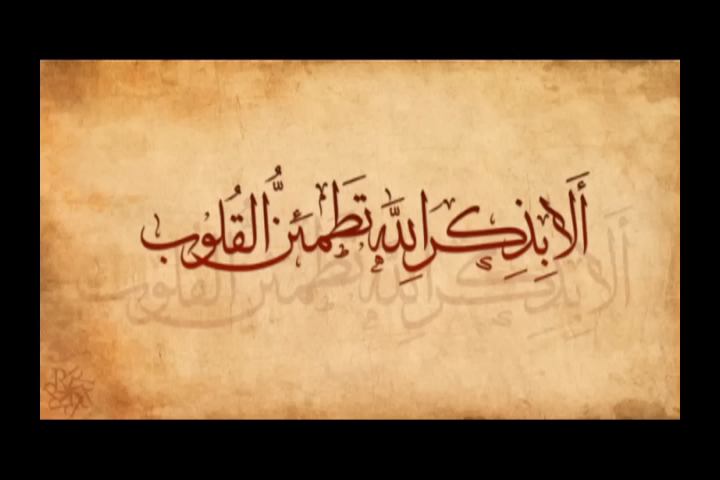 أَلَا بِذِكْرِ اللَّهِ تَطْمَئِنُّ الْقُلُوبُ